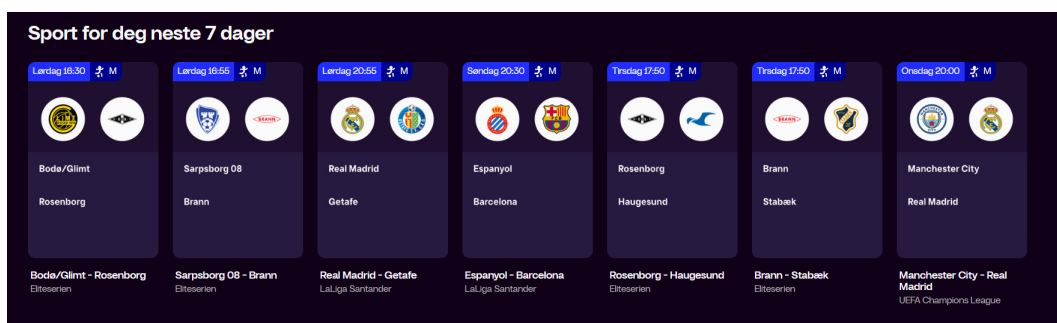 Sport for deg neste 7 dager
Lørdag 16:30 M
Lørdag 16:55 M
Lørdag 20:55 M
Søndag 20:30 M
Tirsdag 17:50 M
Tirsdag 17:50 M
Onsdag 20:00 M
BRANN
BRANN
Bodø/Glimt
Rosenborg
Sarpsborg 08
Brann
Real Madrid
Getafe
Espanyol
Barcelona
Rosenborg
Haugesund
Brann
Stabæk
Manchester City
Real Madrid
Bodø/Glimt - Rosenborg
Eliteserien
Sarpsborg 08 - Brann
Eliteserien
Real Madrid - Getafe
LaLiga Santander
Espanyol - Barcelona
LaLiga Santander
Rosenborg - Haugesund
Eliteserien
Brann - Stabæk
Eliteserien
Manchester City - Real
Madrid
UEFA Champions League